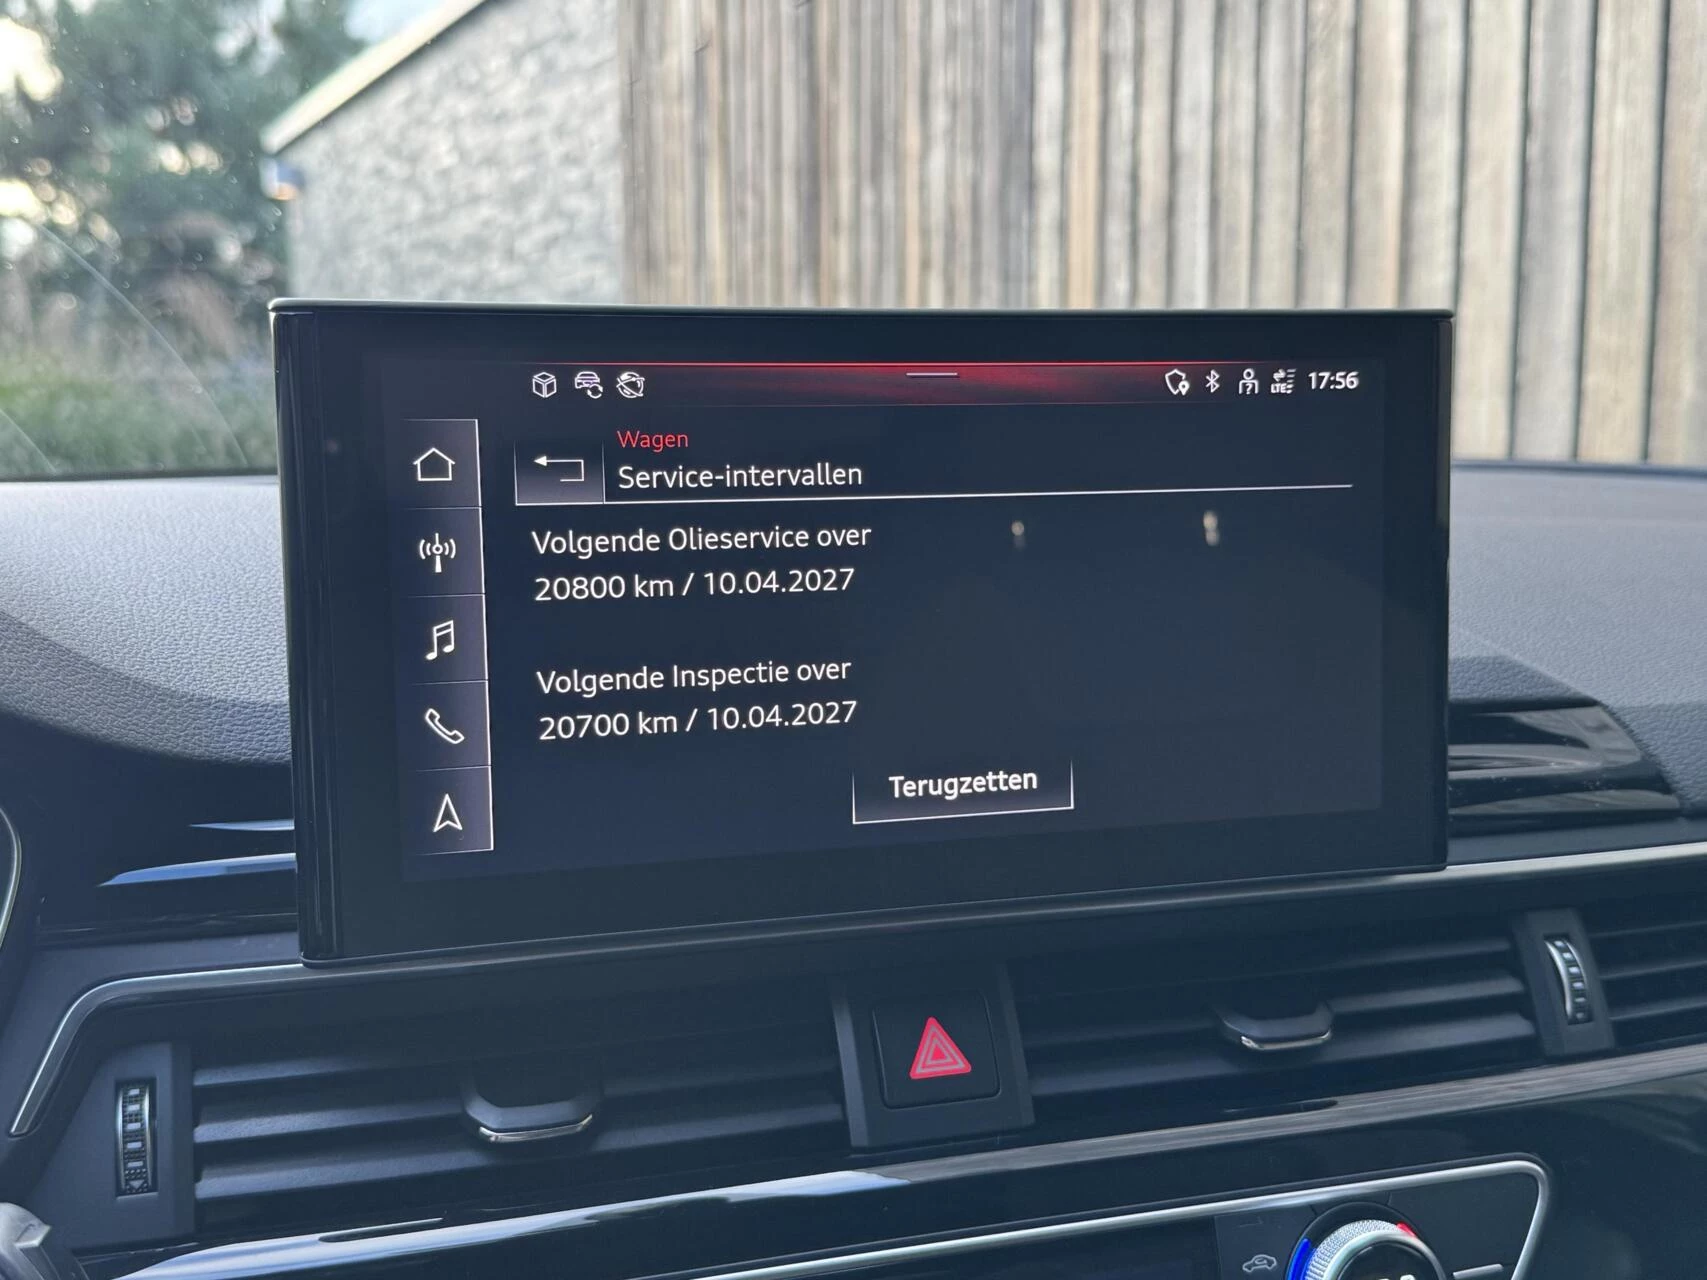 LTE 17:56
Wagen
Service-intervallen
Volgende Olieservice over
20800 km / 10.04.2027
Volgende Inspectie over
20700 km / 10.04.2027
Terugzetten